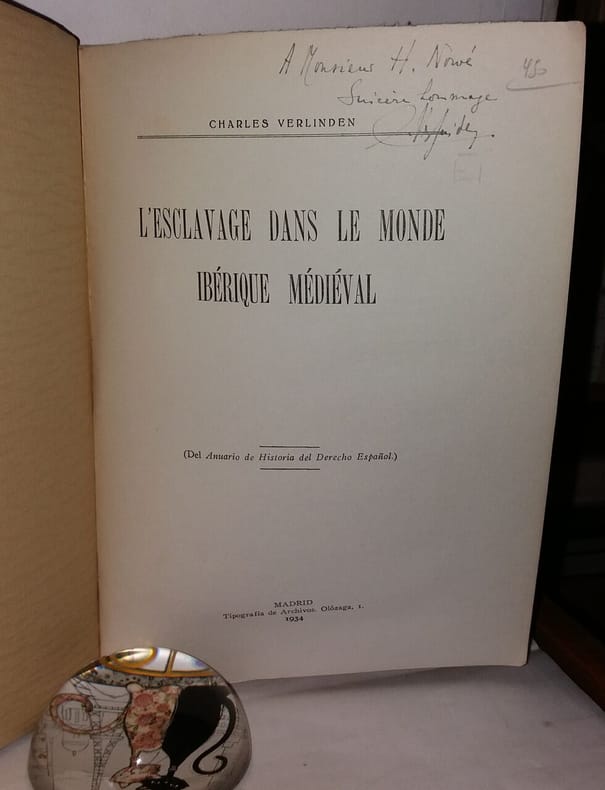 A Monsieur H. Nowé
450
Sincère hommage
CHARLES VERLINDEN
L'ESCLAVAGE DANS LE MONDE
IBÉRIQUE MÉDIÉVAL
(Del Anuario de Historia del Derecho Español.)
MADRID
Tipografía de Archivos. Olózaga, 1.
1934